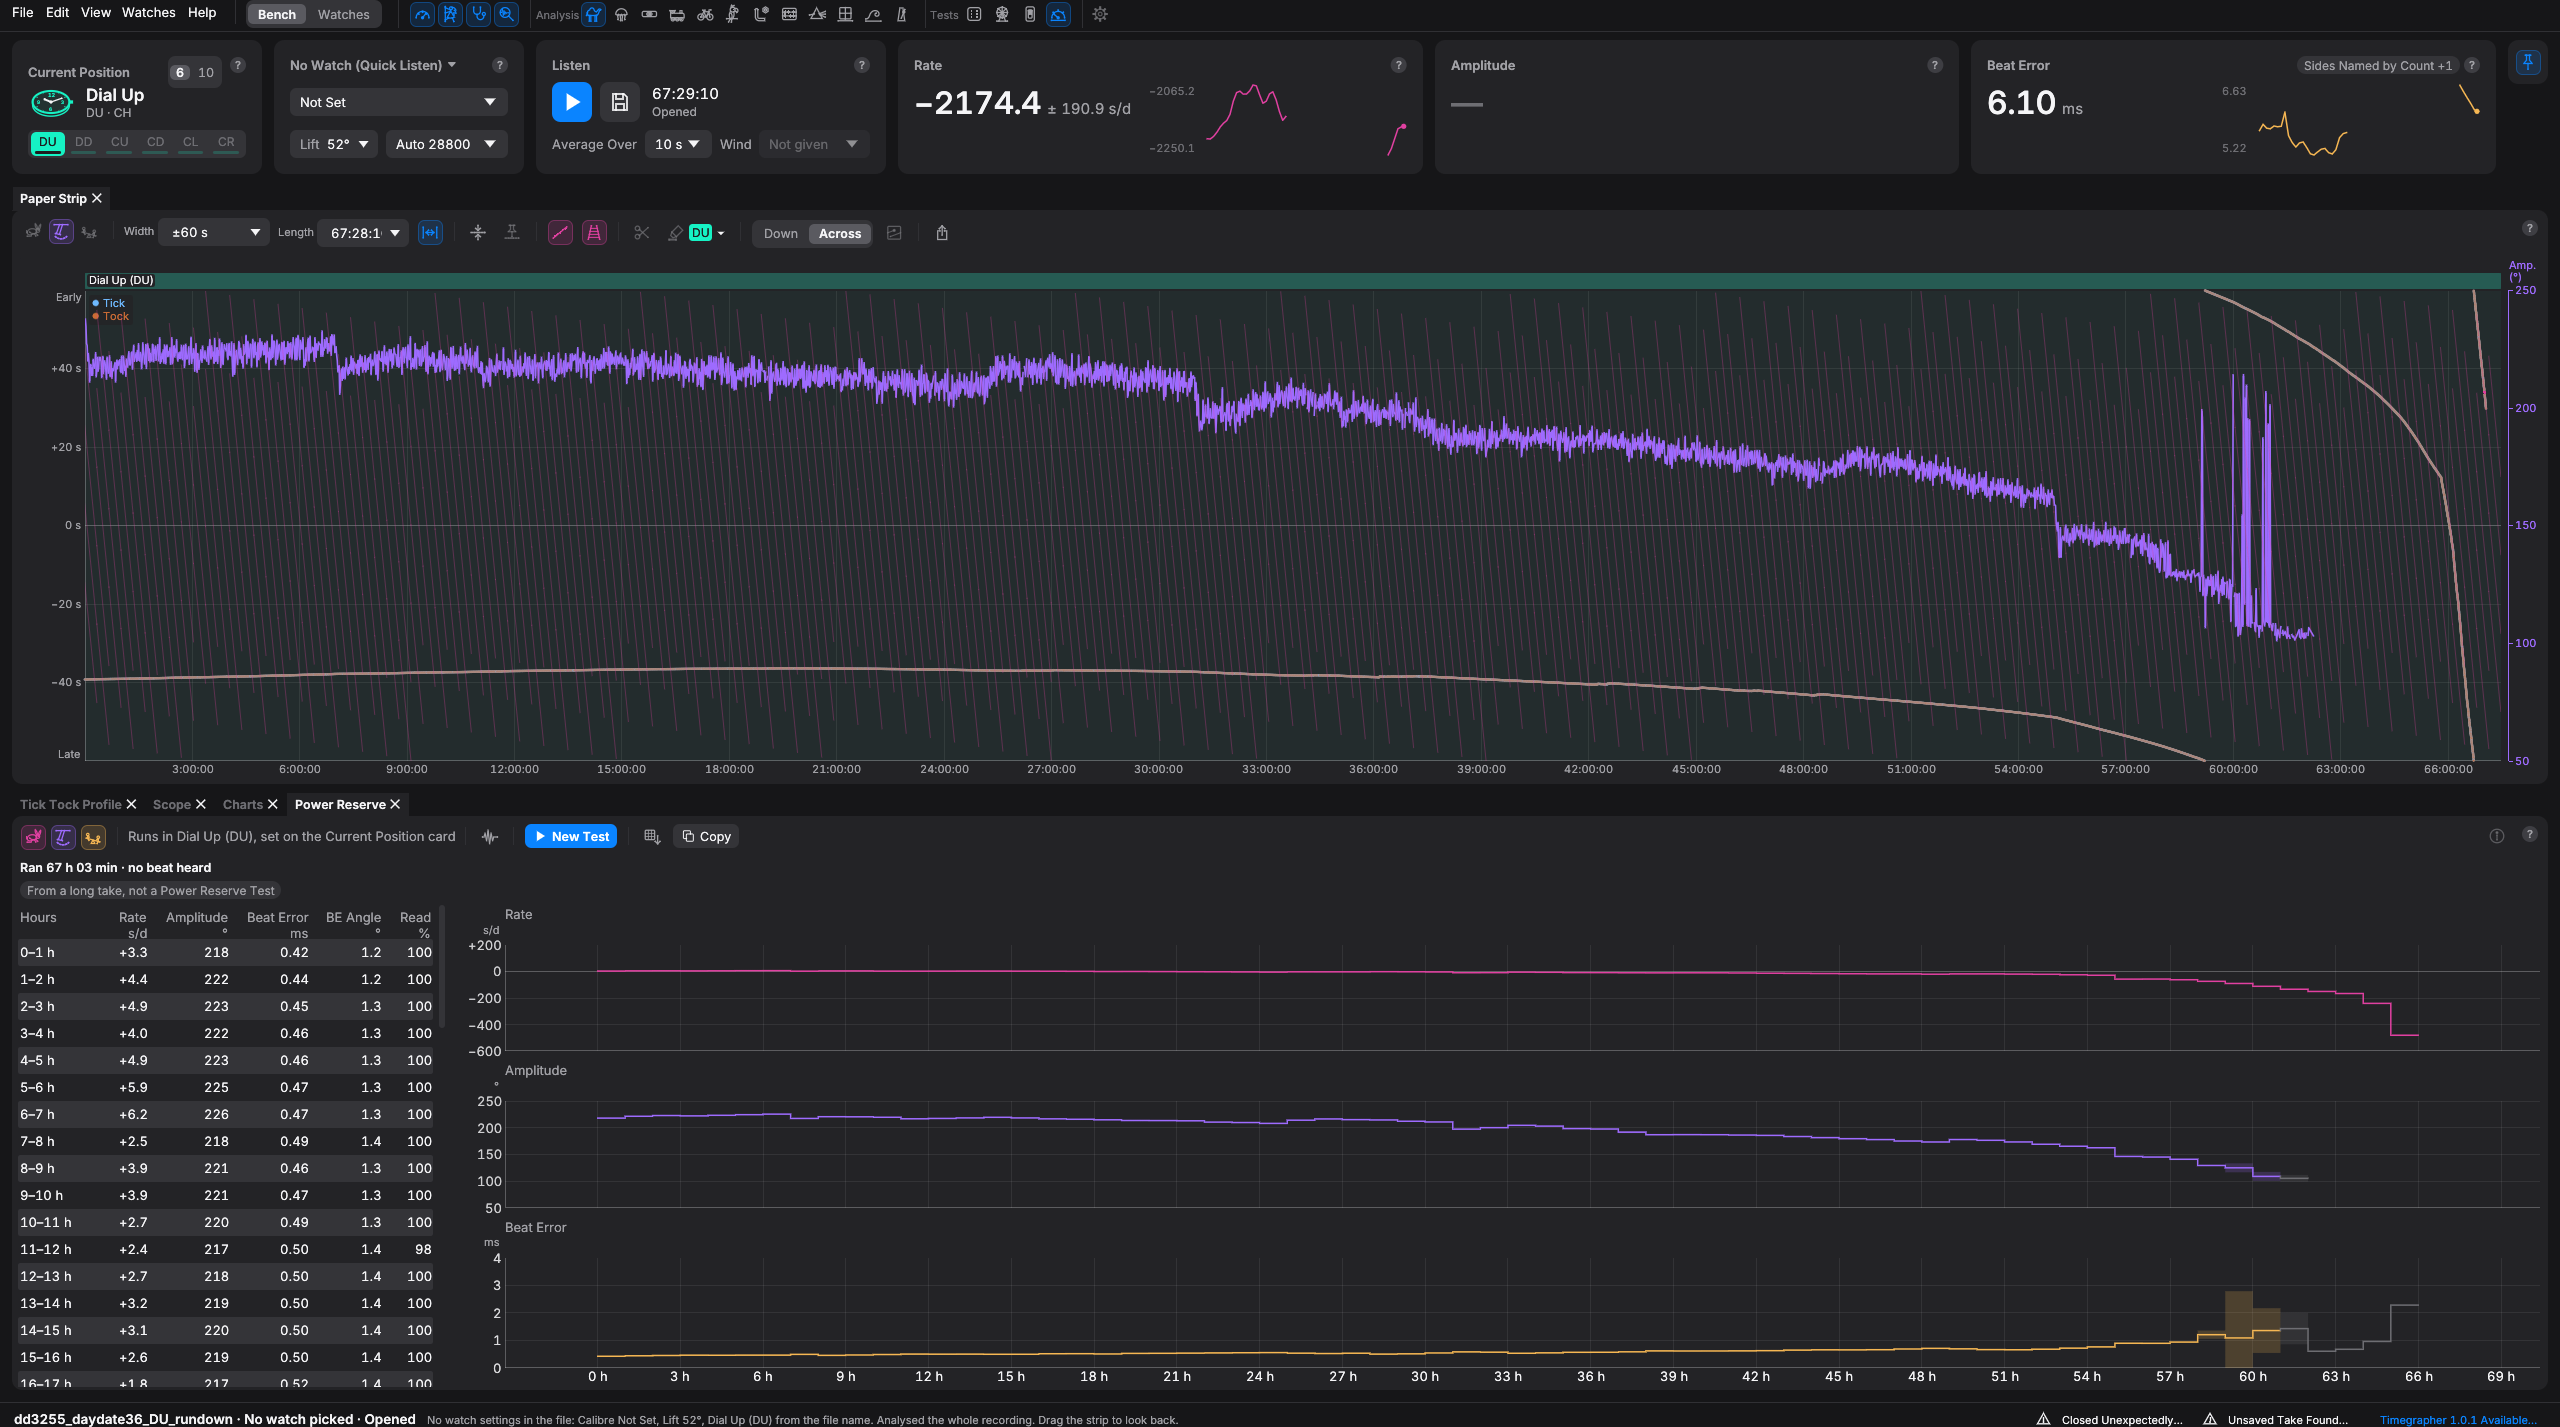 File Edit View Watches Help
Bench Watches
Analysis
Tests
Current Position
6 10
?
Dial Up
DU · CH
DU DD CU CD CL CR
No Watch (Quick Listen)
?
Not Set
Lift 52°
Auto 28800
Listen
?
67:29:10
Opened
Average Over 10 s Wind Not given
Rate
?
−2174.4 ± 190.9 s/d
−2065.2
−2250.1
Amplitude
?
Beat Error
Sides Named by Count +1
?
6.10 ms
6.63
5.22
Paper Strip
Width ±60 s
Length 67:28:1
DU
Down Across
?
Dial Up (DU)
Tick
Tock
Early
+40 s
+20 s
0 s
−20 s
−40 s
Late
Amp.
(°)
250
200
150
100
50
3:00:00 6:00:00 9:00:00 12:00:00 15:00:00 18:00:00 21:00:00 24:00:00 27:00:00 30:00:00 33:00:00 36:00:00 39:00:00 42:00:00 45:00:00 48:00:00 51:00:00 54:00:00 57:00:00 60:00:00 63:00:00 66:00:00
Tick Tock Profile Scope Charts Power Reserve
Runs in Dial Up (DU), set on the Current Position card
New Test
Copy
?
Ran 67 h 03 min · no beat heard
From a long take, not a Power Reserve Test
Hours Rate Amplitude Beat Error BE Angle Read
s/d ° ms ° %
0–1 h +3.3 218 0.42 1.2 100
1–2 h +4.4 222 0.44 1.2 100
2–3 h +4.9 223 0.45 1.3 100
3–4 h +4.0 222 0.46 1.3 100
4–5 h +4.9 223 0.46 1.3 100
5–6 h +5.9 225 0.47 1.3 100
6–7 h +6.2 226 0.47 1.3 100
7–8 h +2.5 218 0.49 1.4 100
8–9 h +3.9 221 0.46 1.3 100
9–10 h +3.9 221 0.47 1.3 100
10–11 h +2.7 220 0.49 1.3 100
11–12 h +2.4 217 0.50 1.4 98
12–13 h +2.7 218 0.50 1.4 100
13–14 h +3.2 219 0.50 1.4 100
14–15 h +3.1 220 0.50 1.4 100
15–16 h +2.6 219 0.50 1.4 100
16–17 h +1.8 217 0.52 1.4 100
Rate
s/d
+200
0
−200
−400
−600
Amplitude
°
250
200
150
100
50
Beat Error
ms
4
3
2
1
0
0 h 3 h 6 h 9 h 12 h 15 h 18 h 21 h 24 h 27 h 30 h 33 h 36 h 39 h 42 h 45 h 48 h 51 h 54 h 57 h 60 h 63 h 66 h 69 h
dd3255_daydate36_DU_rundown · No watch picked · Opened
No watch settings in the file: Calibre Not Set, Lift 52°, Dial Up (DU) from the file name. Analysed the whole recording. Drag the strip to look back.
Closed Unexpectedly...
Unsaved Take Found...
Timegrapher 1.0.1 Available...